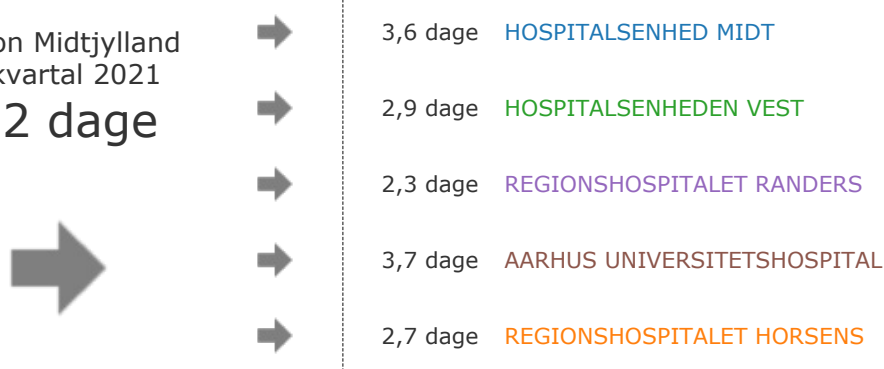 on Midtjylland
kvartal 2021
2 dage
3,6 dage HOSPITALSENHED MIDT
2,9 dage HOSPITALSENHEDEN VEST
2,3 dage REGIONSHOSPITALET RANDERS
3,7 dage AARHUS UNIVERSITETSHOSPITAL
2,7 dage REGIONSHOSPITALET HORSENS